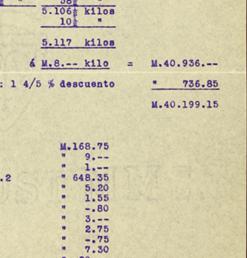 5.106½ kilos
10½ "
5.117 kilos
á M.8.-- kilo = M.40.936.--
: 1 4/5 % descuento " 736.85
M.40.199.15
M.168.75
" 9.--
" 1.--
.2 " 648.35
" 5.20
" 1.55
" -.80
" 3.--
" 2.75
" -.75
" 7.30